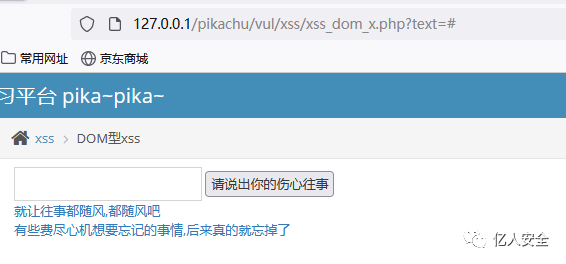 127.0.0.1/pikachu/vul/xss/xss_dom_x.php?text=#
常用网址 京东商城
习平台 pika~pika~
xss > DOM型xss
请说出你的伤心往事
就让往事都随风,都随风吧
有些费尽心机想要忘记的事情,后来真的就忘掉了
亿人安全